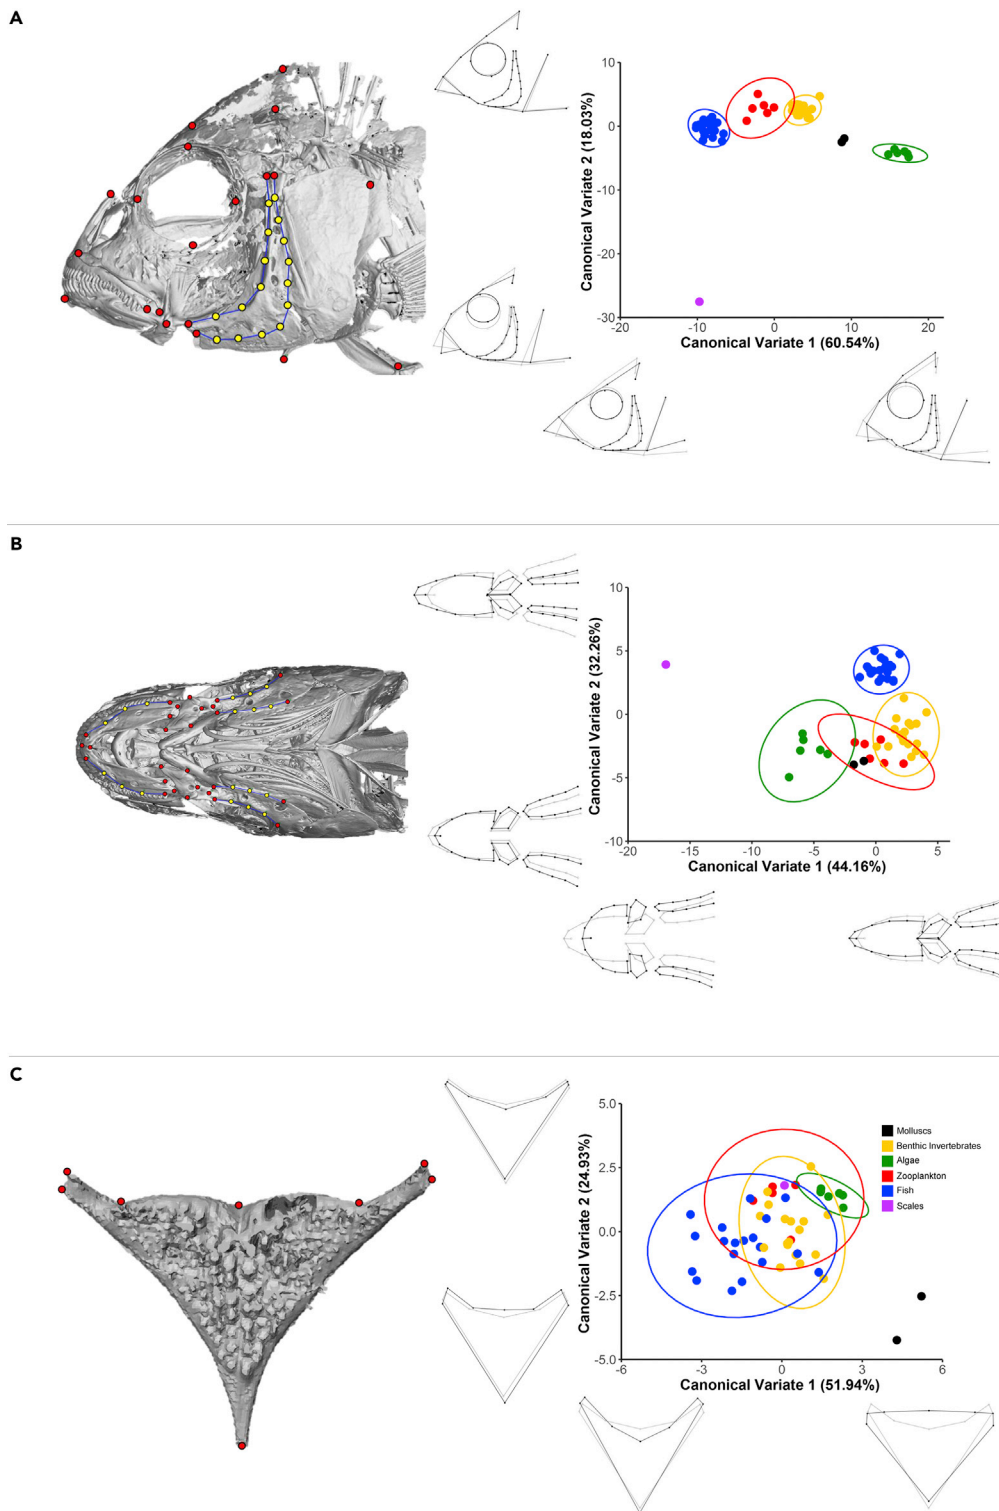 A
10
0
-10
-20
-30
-20
-10
0
10
20
Canonical Variate 2 (18.03%)
Canonical Variate 1 (60.54%)
B
10
5
0
-5
-10
-20
-15
-10
-5
0
5
Canonical Variate 2 (32.26%)
Canonical Variate 1 (44.16%)
C
5.0
2.5
0.0
-2.5
-5.0
-6
-3
0
3
6
Canonical Variate 2 (24.93%)
Canonical Variate 1 (51.94%)
Molluscs
Benthic Invertebrates
Algae
Zooplankton
Fish
Scales